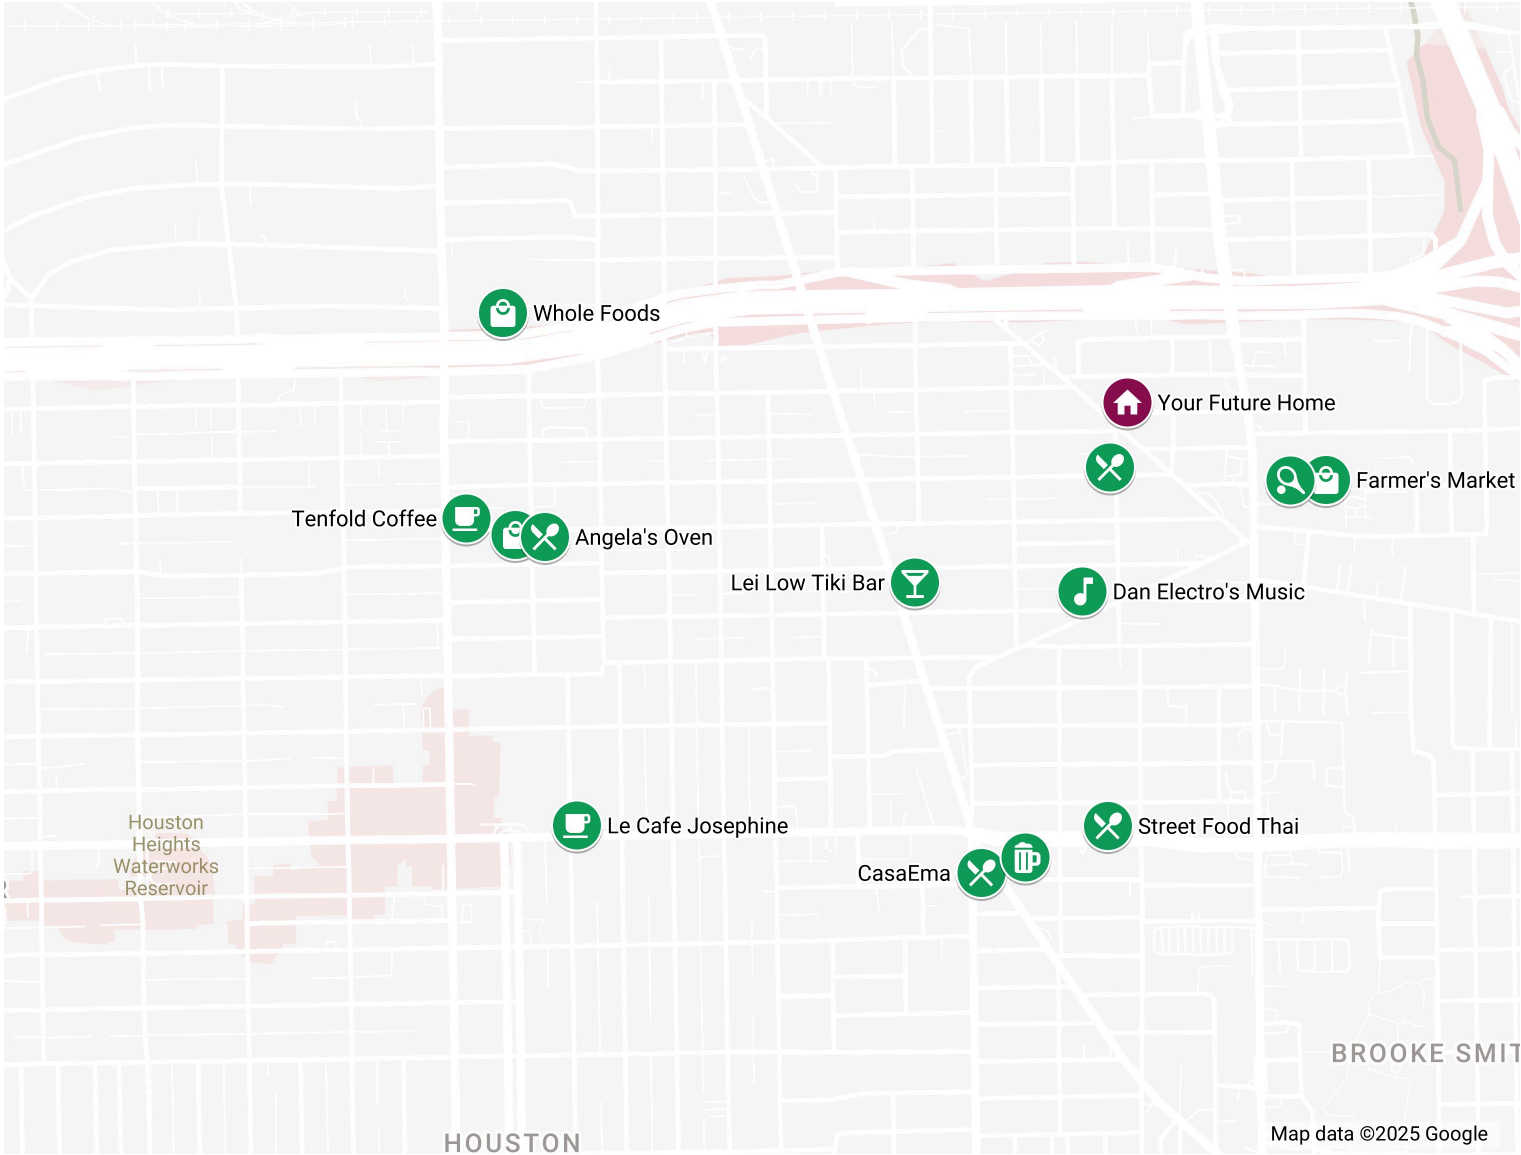 Whole Foods
Your Future Home
Farmer's Market
Tenfold Coffee
Angela's Oven
Lei Low Tiki Bar
Dan Electro's Music
Houston
Heights
Waterworks
Reservoir
Le Cafe Josephine
Street Food Thai
CasaEma
BROOKE SMIT
HOUSTON
Map data ©2025 Google